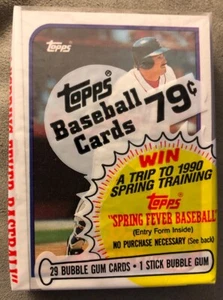 Topps
Topps
Baseball
Cards 79¢
WIN
A TRIP TO 1990
SPRING TRAINING
Topps
"SPRING FEVER BASEBALL"
(Entry Form Inside)
NO PURCHASE NECESSARY (See back)
29 BUBBLE GUM CARDS • 1 STICK BUBBLE GUM